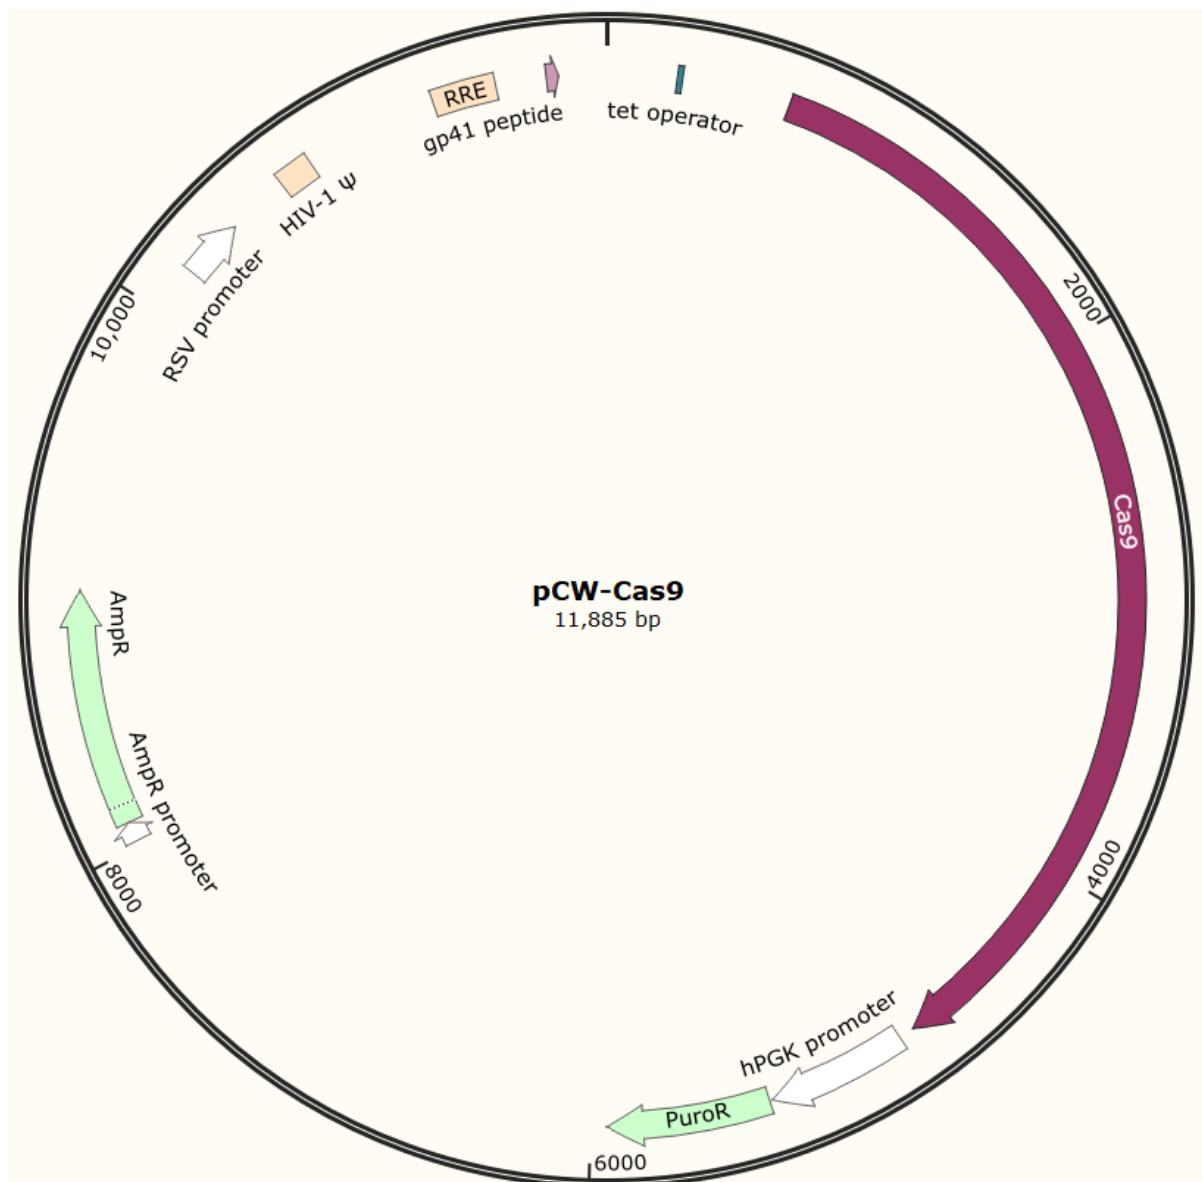 RRE
gp41 peptide
tet operator
HIV-1 ψ
RSV promoter
10,000
2000
Cas9
pCW-Cas9
11,885 bp
AmpR
AmpR promoter
8000
4000
hPGK promoter
PuroR
6000